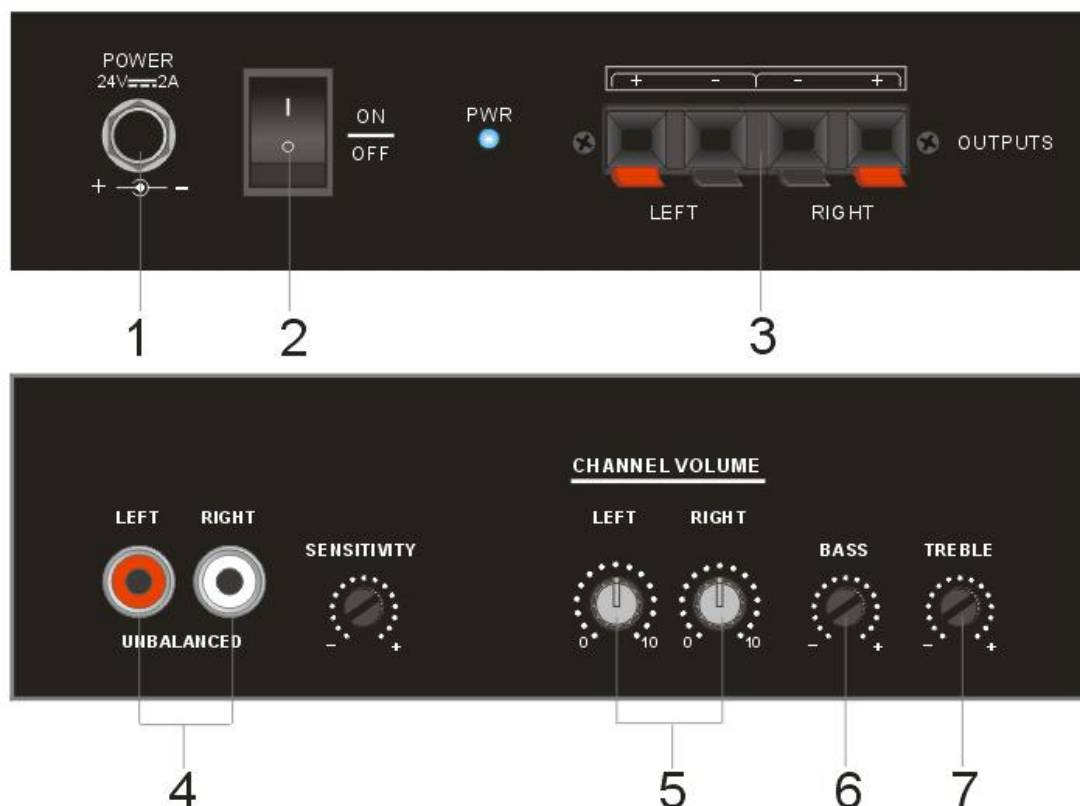 POWER
24V⎓2A
+ -
I
O
ON
OFF
PWR
+ - - +
OUTPUTS
LEFT RIGHT
1 2 3
CHANNEL VOLUME
LEFT RIGHT LEFT RIGHT
SENSITIVITY BASS TREBLE
UNBALANCED
0 10 0 10
- + - + - +
4 5 6 7